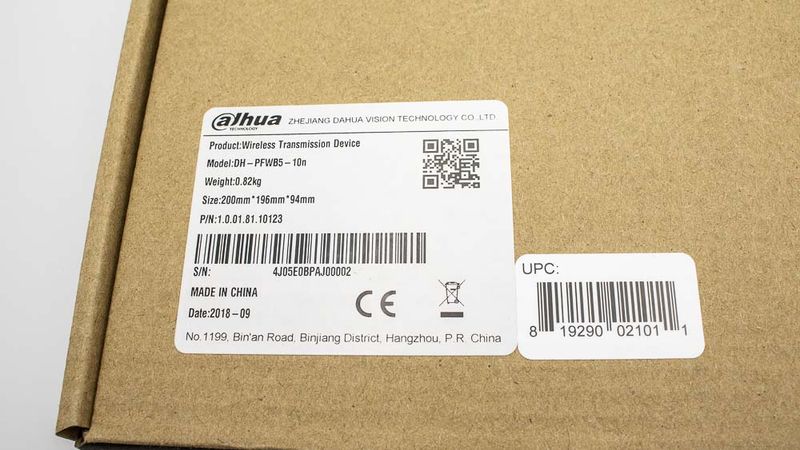 alhua
TECHNOLOGY
ZHEJIANG DAHUA VISION TECHNOLOGY CO.,LTD.
Product:Wireless Transmission Device
Model:DH-PFWB5-10n
Weight:0.82kg
Size:200mm*196mm*94mm
P/N:1.0.01.81.10123
S/N: 4J05E0BPAJ00002
MADE IN CHINA
CE
Date:2018-09
No.1199, Bin'an Road, Binjiang District, Hangzhou, P.R. China
UPC:
8 19290 02101 1